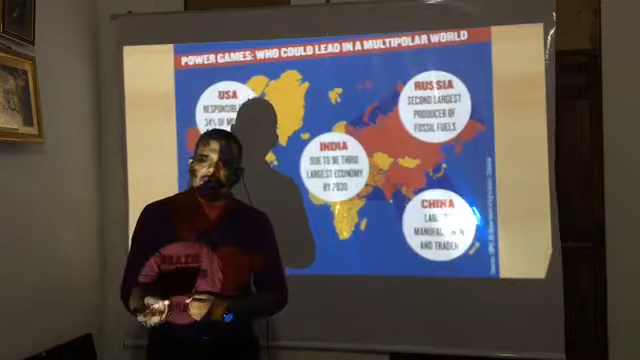 POWER GAMES: WHO COULD LEAD IN A MULTIPOLAR WORLD
USA
RUSSIA
SECOND LARGEST
PRODUCER OF
FOSSIL FUELS
INDIA
DUE TO BE THIRD
LARGEST ECONOMY
BY 2030
CHINA
AND TRADER